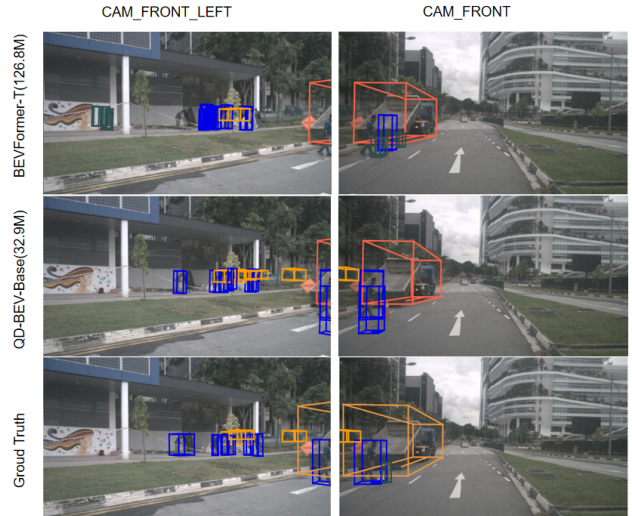 CAM_FRONT_LEFT
CAM_FRONT
BEVFormer-T(126.8M)
QD-BEV-Base(32.9M)
Groud Truth